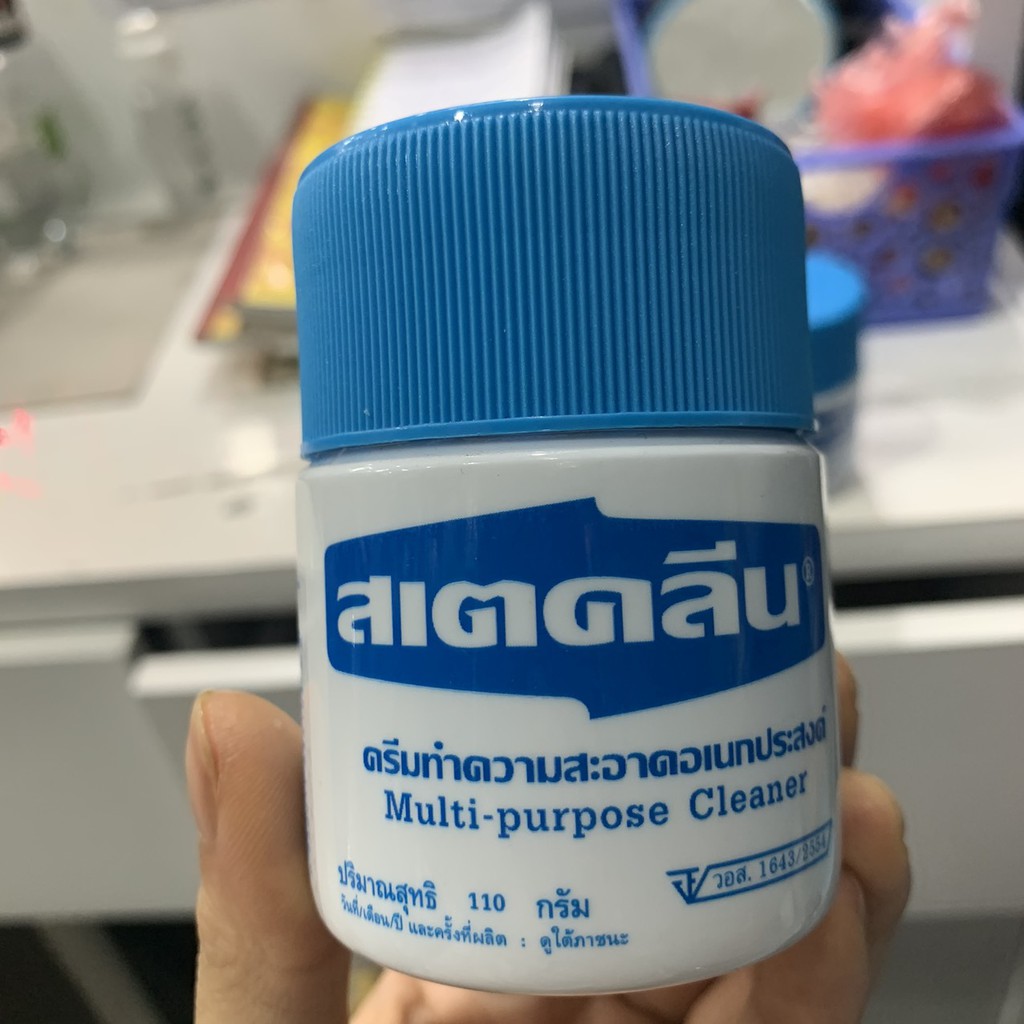 สเตคลีน®
ครีมทำความสะอาดอเนกประสงค์
Multi-purpose Cleaner
วอส. 1643/2554
ปริมาณสุทธิ 110 กรัม
วันที่/เดือน/ปี และครั้งที่ผลิต : ดูใต้ภาชนะ